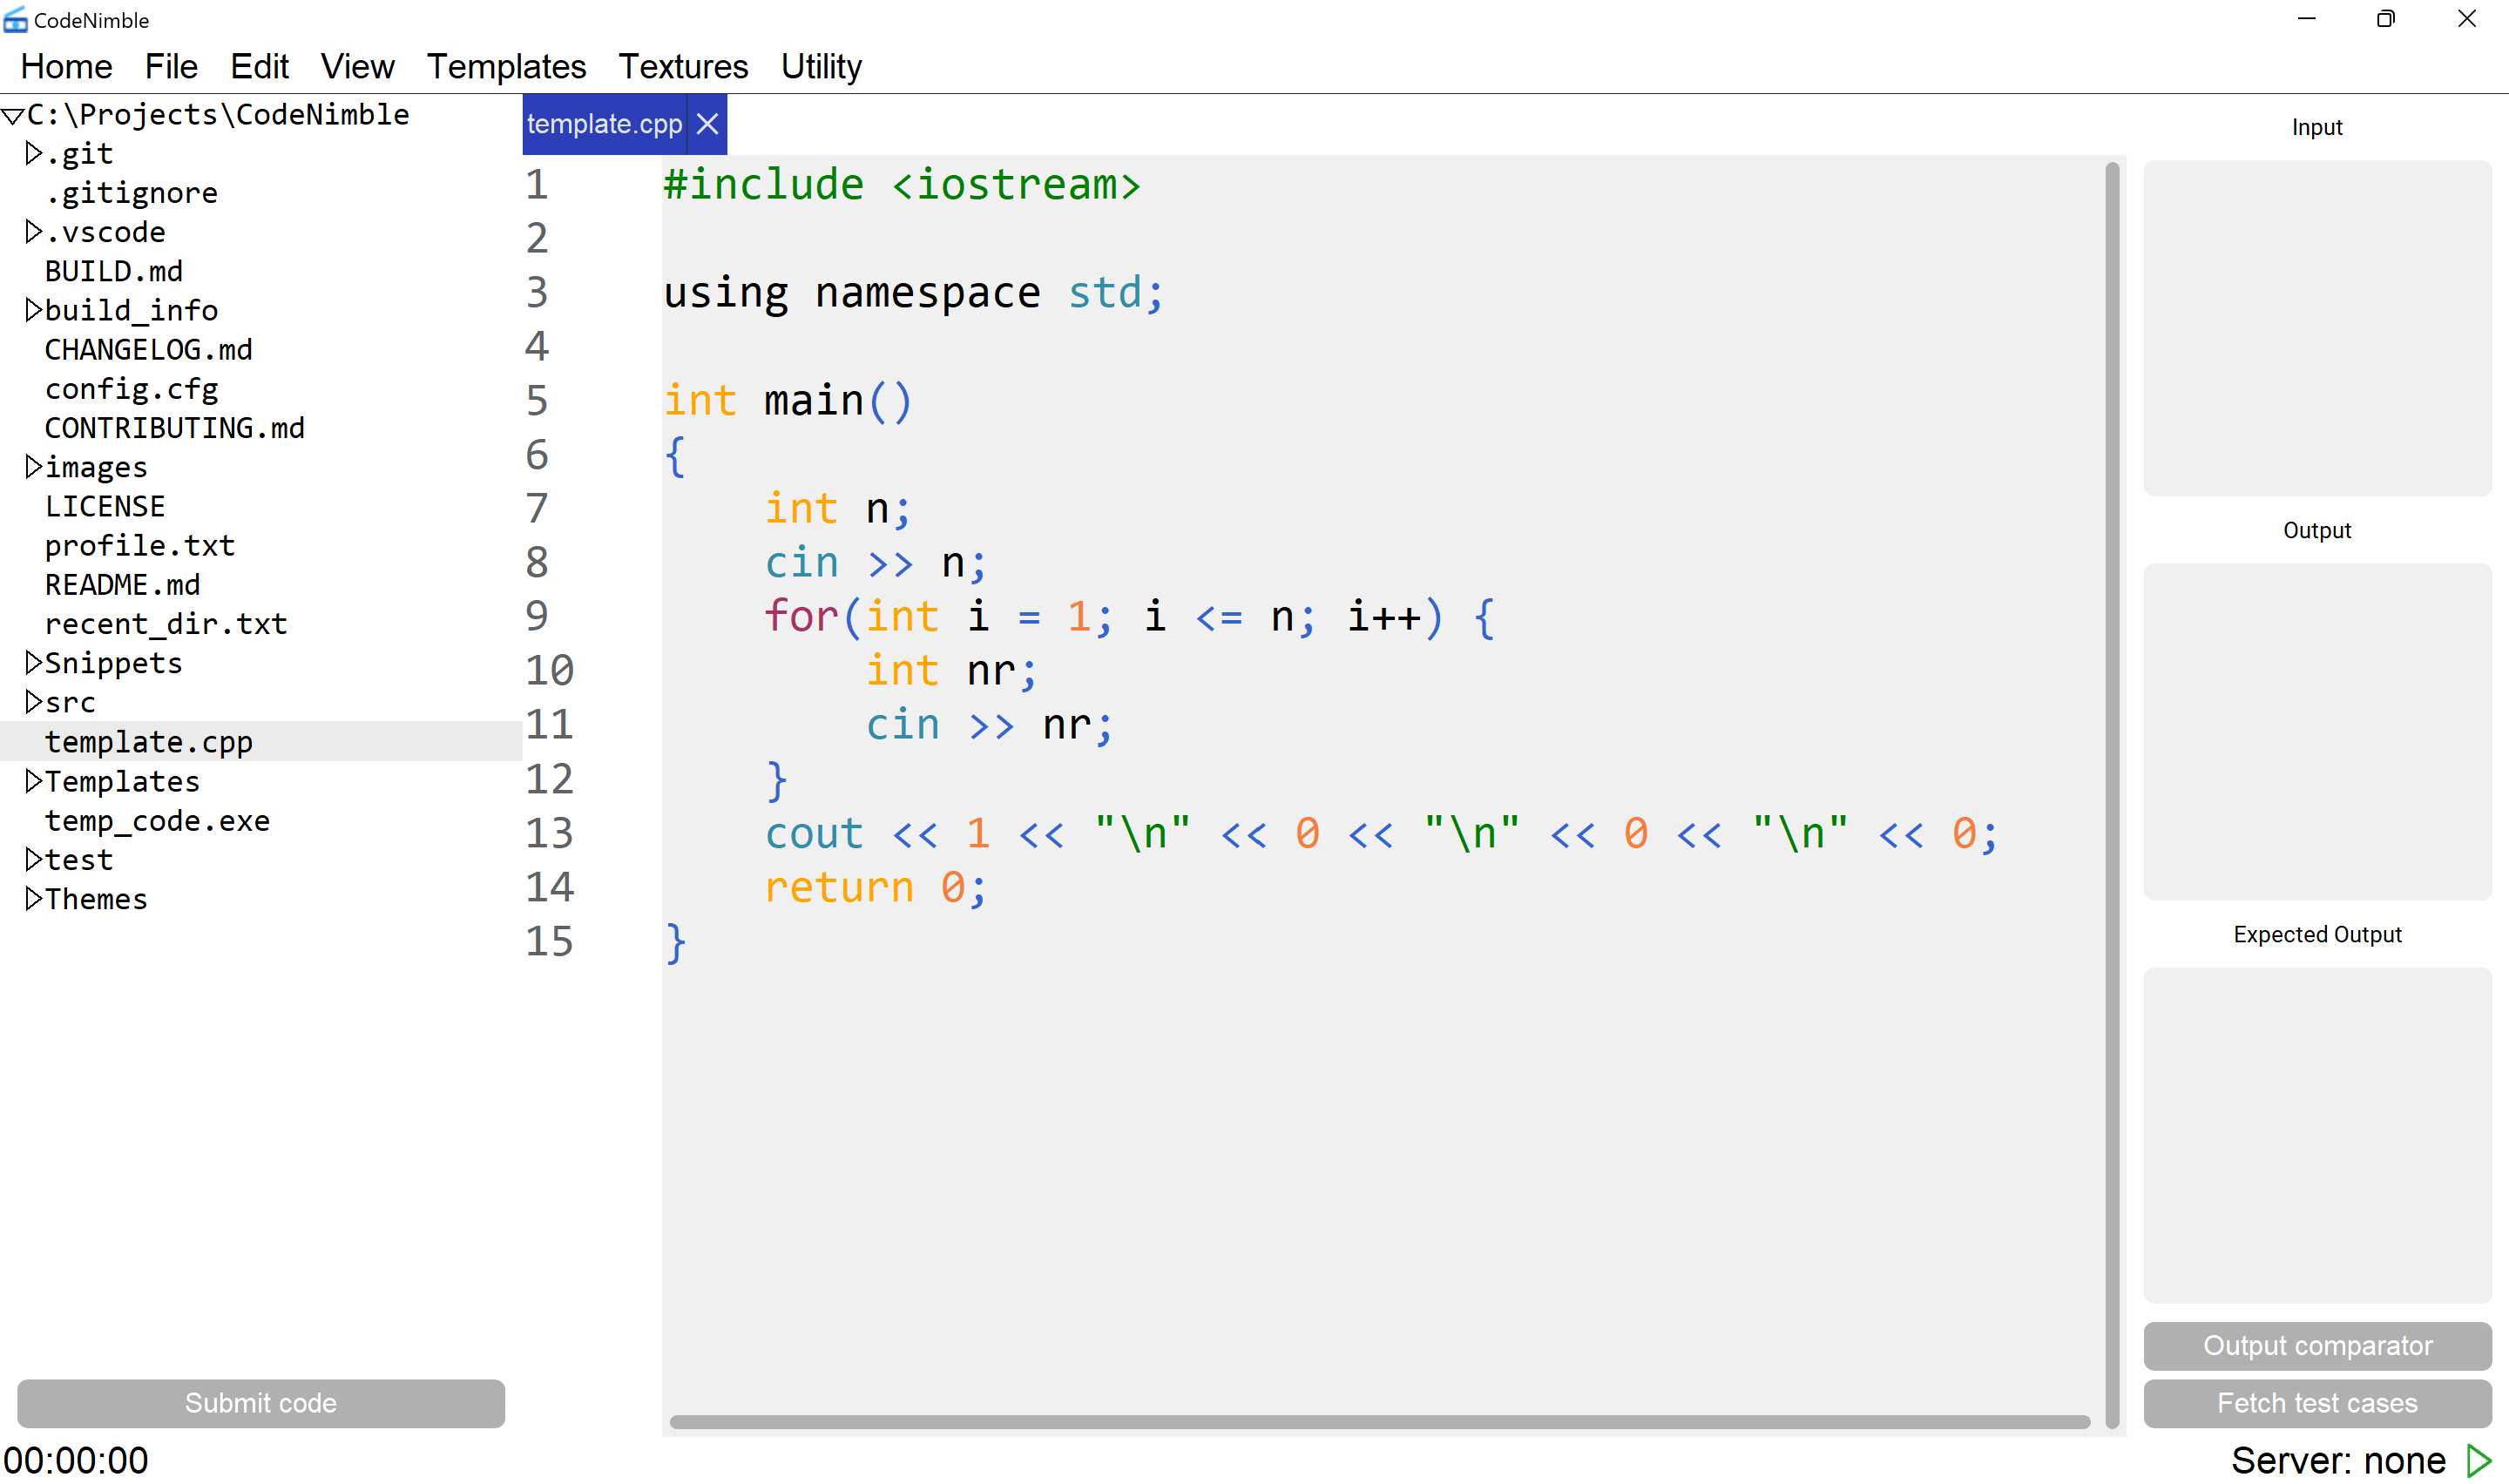 CodeNimble
Home File Edit View Templates Textures Utility
C:\Projects\CodeNimble
.git
.gitignore
.vscode
BUILD.md
build_info
CHANGELOG.md
config.cfg
CONTRIBUTING.md
images
LICENSE
profile.txt
README.md
recent_dir.txt
Snippets
src
template.cpp
Templates
temp_code.exe
test
Themes
Submit code
00:00:00
template.cpp
1 #include <iostream>
2
3 using namespace std;
4
5 int main()
6 {
7     int n;
8     cin >> n;
9     for(int i = 1; i <= n; i++) {
10         int nr;
11         cin >> nr;
12     }
13     cout << 1 << "\n" << 0 << "\n" << 0 << "\n" << 0;
14     return 0;
15 }
Input
Output
Expected Output
Output comparator
Fetch test cases
Server: none